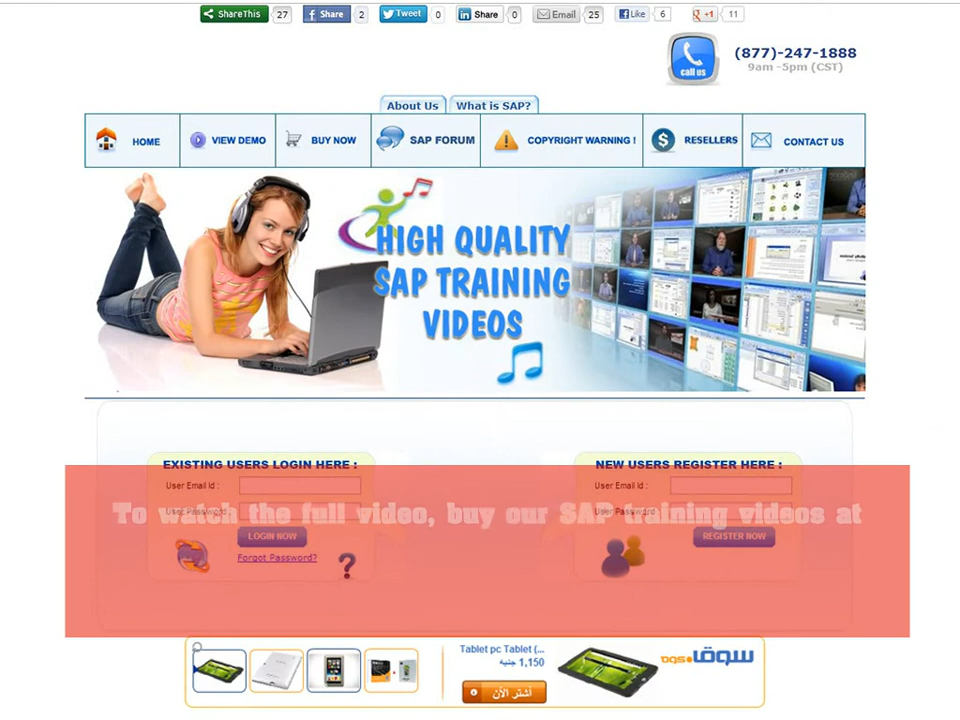 ShareThis 27 Share 2 Tweet 0 Share 0 Email 25 Like 6 +1 11
call us
(877)-247-1888
9am -5pm (CST)
About Us What is SAP?
HOME VIEW DEMO BUY NOW SAP FORUM COPYRIGHT WARNING ! RESELLERS CONTACT US
HIGH QUALITY
SAP TRAINING
VIDEOS
EXISTING USERS LOGIN HERE : NEW USERS REGISTER HERE :
User Email Id : User Email Id :
User Password : User Password :
To watch the full video, buy our SAP training videos at
LOGIN NOW REGISTER NOW
Forgot Password?
Tablet pc Tablet (...
1,150 جنيه
أشتر الآن
سوق.com